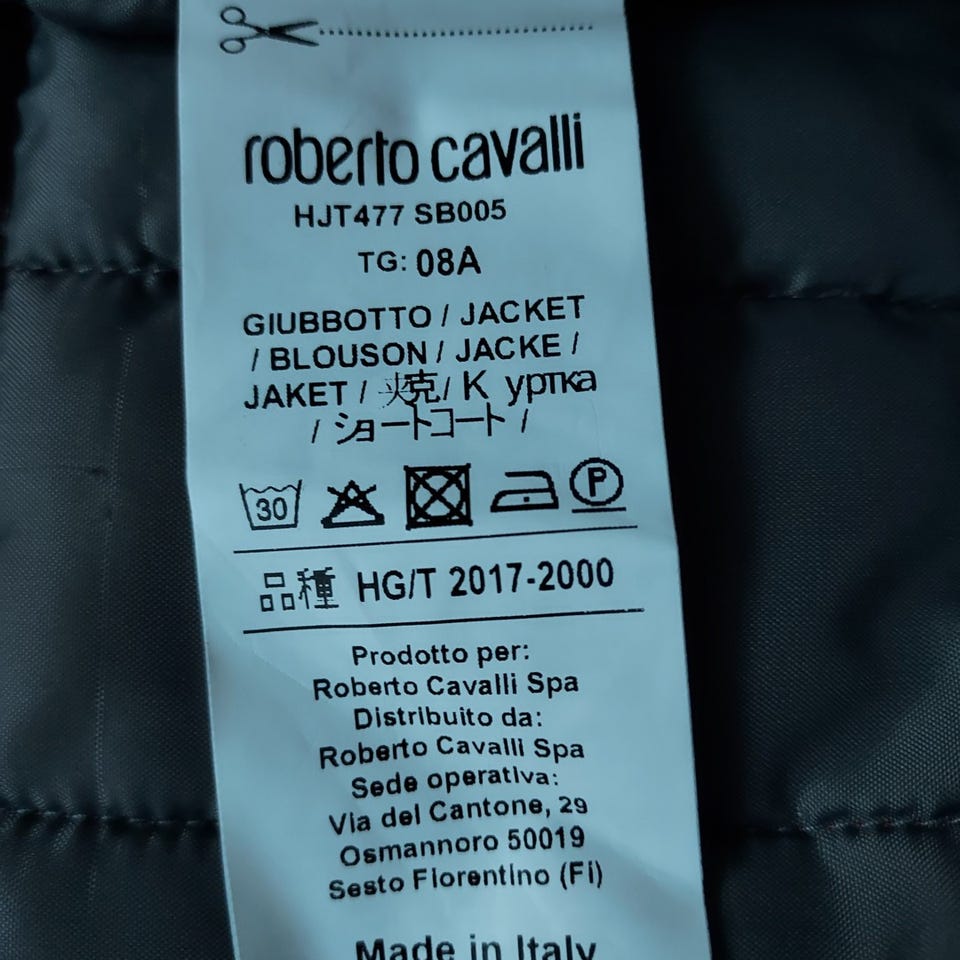 roberto cavalli
HJT477 SB005
TG: 08A
GIUBBOTTO / JACKET
/ BLOUSON / JACKE /
JAKET / 夹克 / К уртка
/ ショートコート /
30
P
品種 HG/T 2017-2000
Prodotto per:
Roberto Cavalli Spa
Distribuito da:
Roberto Cavalli Spa
Sede operativa:
Via del Cantone, 29
Osmannoro 50019
Sesto Fiorentino (Fi)
Made in Italy